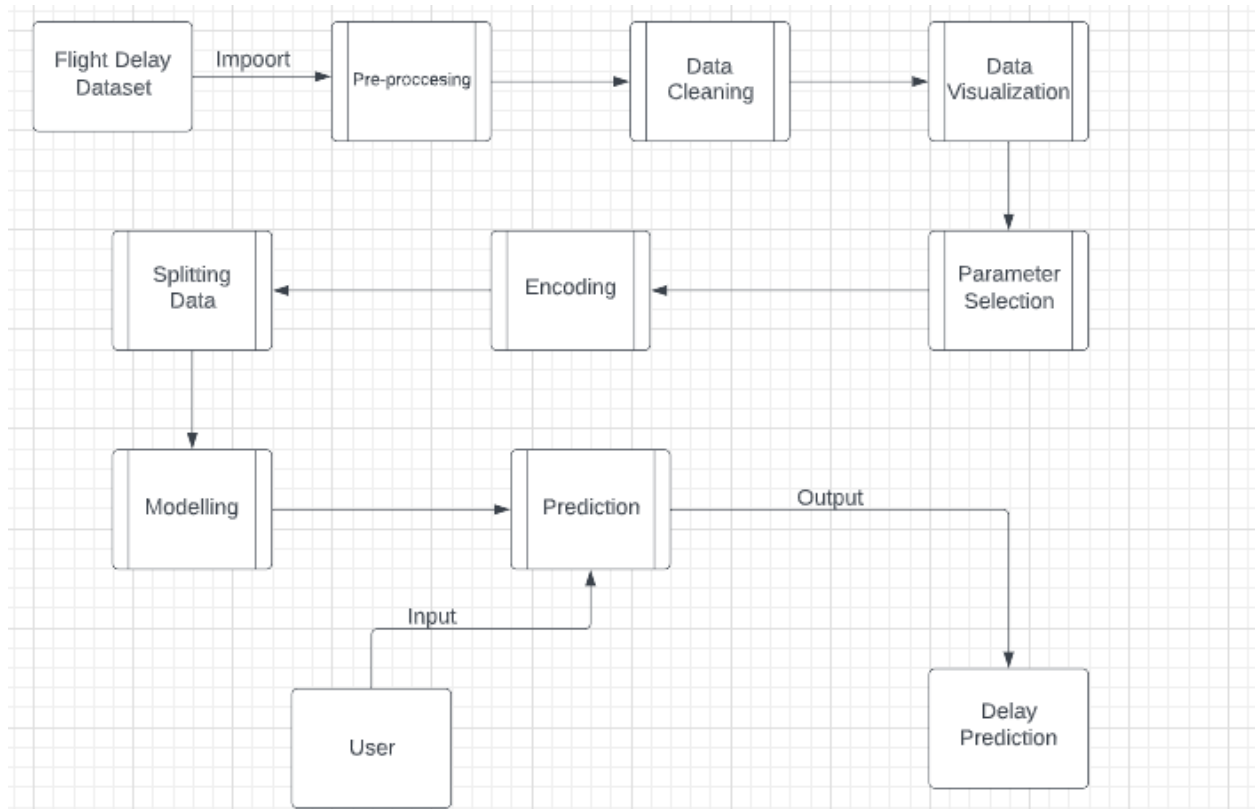 Flight Delay
Dataset
Impoort
Pre-proccesing
Data
Cleaning
Data
Visualization
Splitting
Data
Encoding
Parameter
Selection
Modelling
Prediction
Output
Input
User
Delay
Prediction